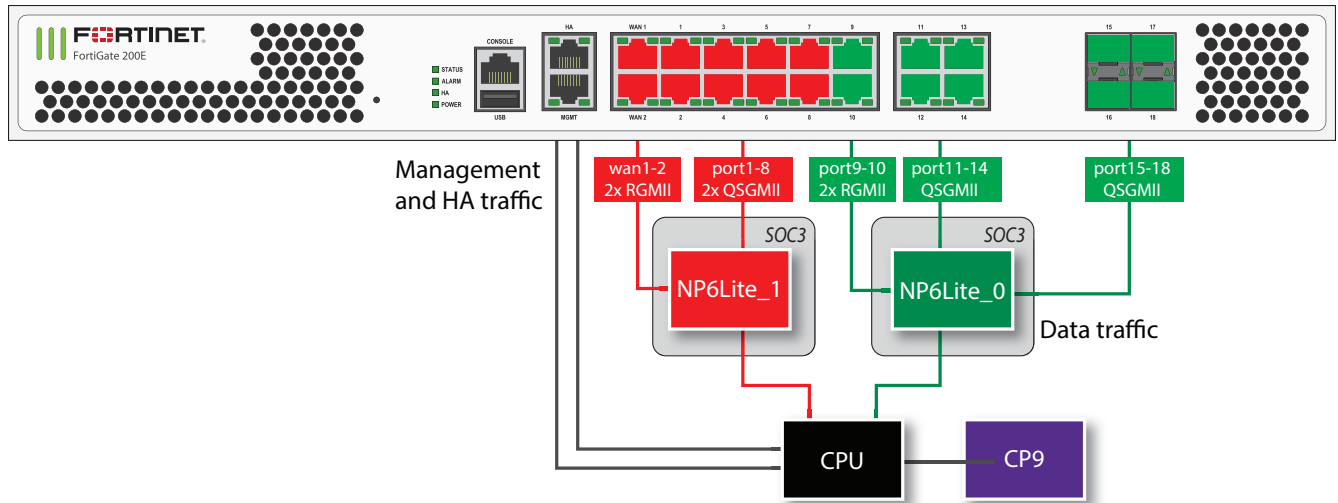 FORTINET
FortiGate 200E
CONSOLE
STATUS
ALARM
HA
POWER
USB
HA
MGMT
WAN 1 1 3 5 7 9
WAN 2 2 4 6 8 10
11 13
12 14
15 17
16 18
Management
and HA traffic
wan1-2
2x RGMII
port1-8
2x QSGMII
port9-10
2x RGMII
port11-14
QSGMII
port15-18
QSGMII
SOC3
NP6Lite_1
SOC3
NP6Lite_0
Data traffic
CPU
CP9